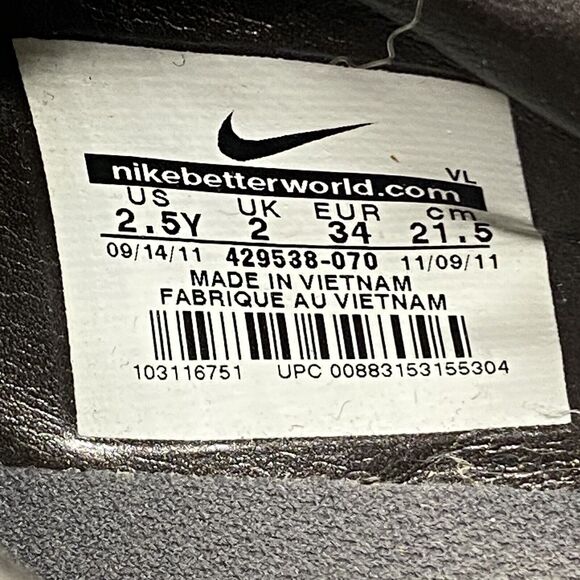 nikebetterworld.com VL
US UK EUR cm
2.5Y 2 34 21.5
09/14/11 429538-070 11/09/11
MADE IN VIETNAM
FABRIQUE AU VIETNAM
103116751 UPC 00883153155304